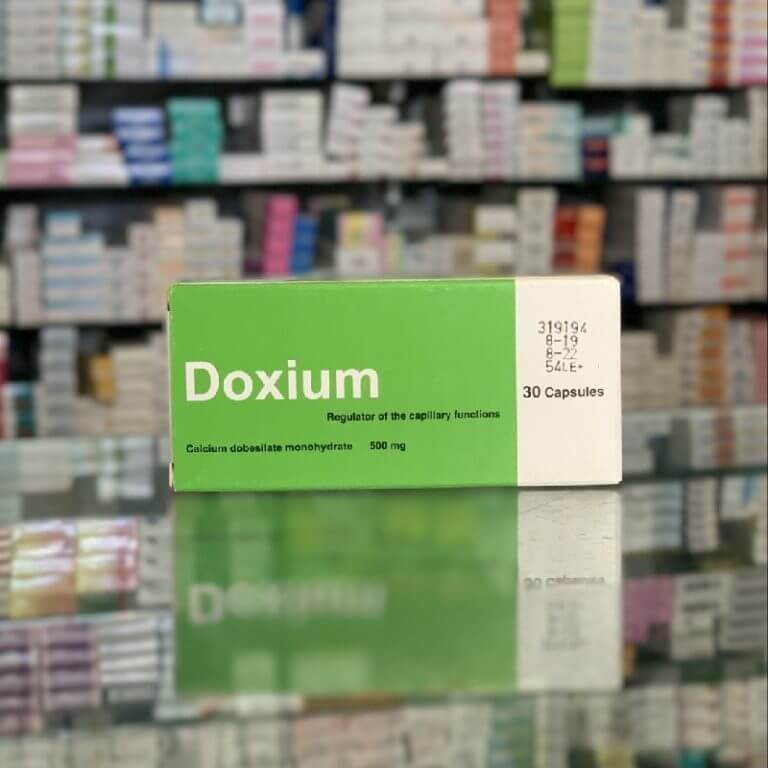 Doxium
Regulator of the capillary functions
Calcium dobesilate monohydrate 500 mg
319194
8-19
8-22
54LE-
30 Capsules